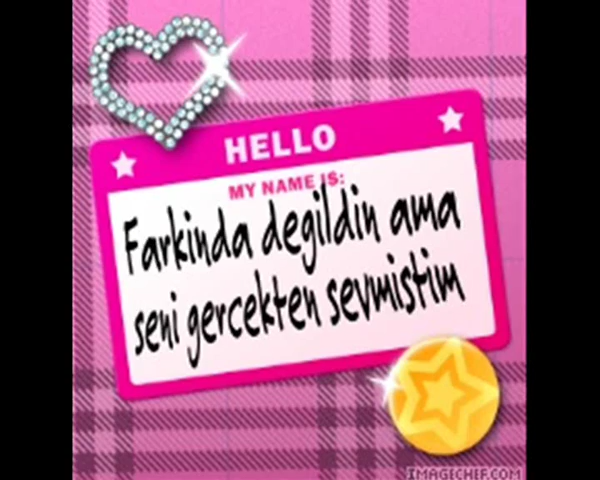 HELLO
MY NAME IS:
Farkinda degildin ama
seni gercekten sevmistim
IMAGECHEF.COM